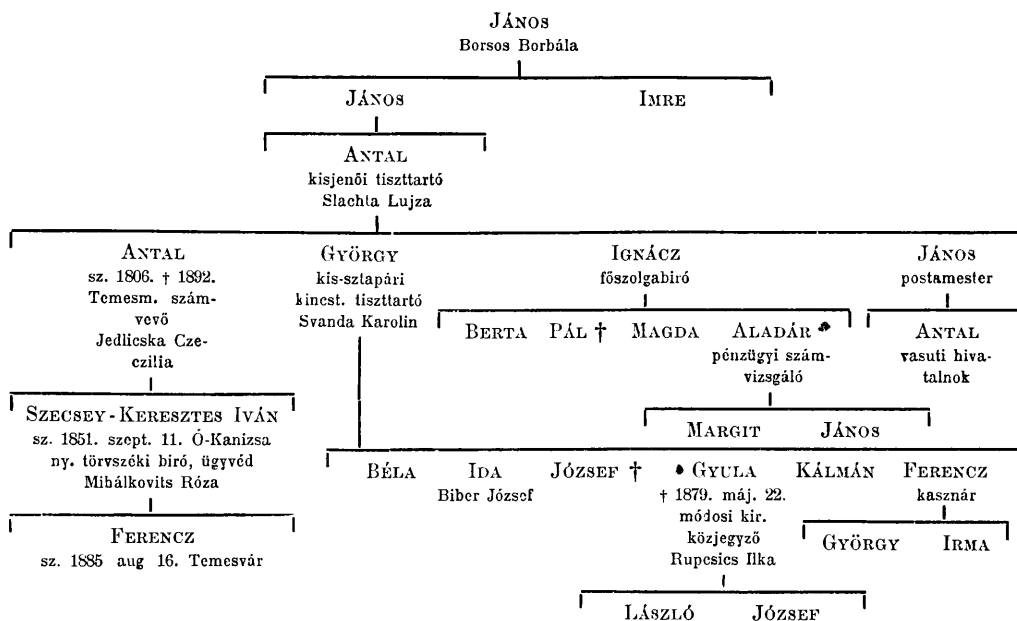 JÁNOS
Borsos Borbála
JÁNOS
IMRE
ANTAL
kisjenői tiszttartó
Slachta Lujza
ANTAL
sz. 1806. † 1892.
Temesm. szám-
vevő
Jedlicska Cze-
czilia
GYÖRGY
kis-sztapári
kincst. tiszttartó
Svanda Karolin
IGNÁCZ
főszolgabiró
JÁNOS
postamester
BERTA PÁL † MAGDA ALADÁR
pénzügyi szám-
vizsgáló
ANTAL
vasuti hiva-
talnok
MARGIT JÁNOS
SZECSEY-KERESZTES IVÁN
sz. 1851. szept. 11. Ó-Kanizsa
ny. törvszéki biró, ügyvéd
Mihálkovits Róza
FERENCZ
sz. 1885 aug 16. Temesvár
BÉLA
IDA
Biber József
JÓZSEF †
GYULA
† 1879. máj. 22.
módosi kir.
közjegyző
Rupcsics Ilka
KÁLMÁN
FERENCZ
kasznár
GYÖRGY IRMA
LÁSZLÓ JÓZSEF